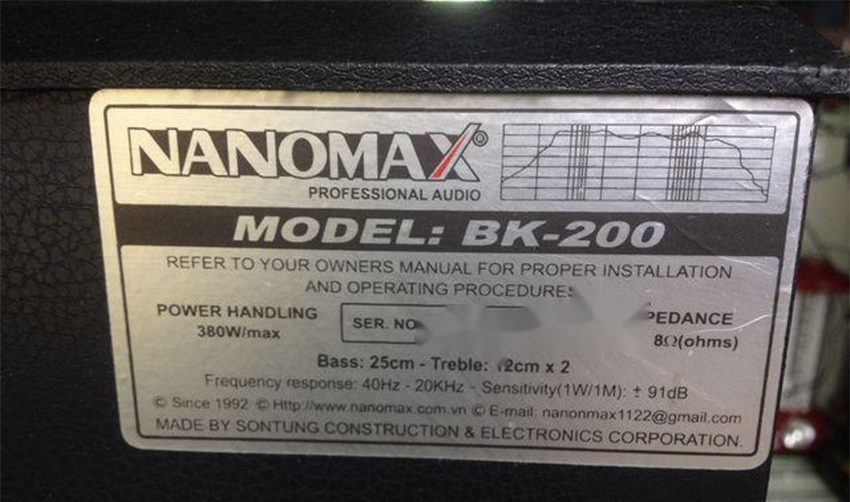 NANOMAX®
PROFESSIONAL AUDIO
MODEL: BK-200
REFER TO YOUR OWNERS MANUAL FOR PROPER INSTALLATION
AND OPERATING PROCEDURES
POWER HANDLING
380W/max
SER. NO
PEDANCE
8Ω(ohms)
Bass: 25cm - Treble: 12cm x 2
Frequency response: 40Hz - 20KHz - Sensitivity(1W/1M): ± 91dB
© Since 1992 © Http://www.nanomax.com.vn © E-mail: nanonmax1122@gmail.com
MADE BY SONTUNG CONSTRUCTION & ELECTRONICS CORPORATION.